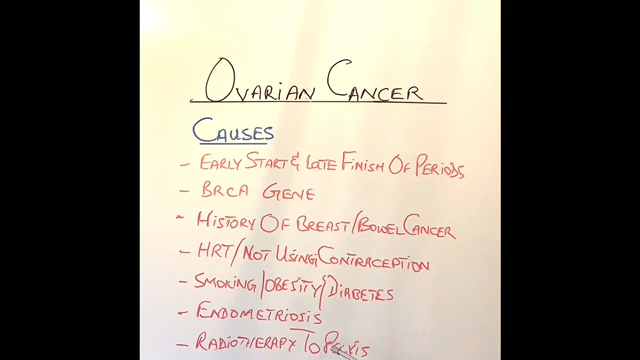 OVARIAN CANCER
CAUSES
- EARLY START & LATE FINISH OF PERIODS
- BRCA GENE
- HISTORY OF BREAST/BOWEL CANCER
- HRT/NOT USING CONTRACEPTION
- SMOKING/OBESITY/DIABETES
- ENDOMETRIOSIS
- RADIOTHERAPY TO PELVIS